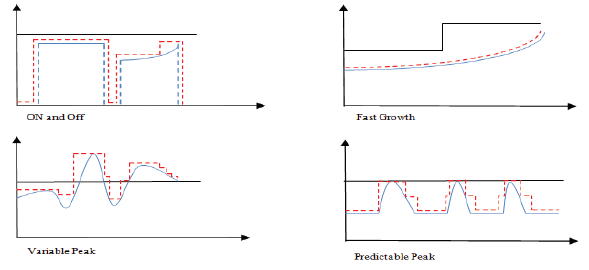 ON and Off
Fast Growth
Variable Peak
Predictable Peak